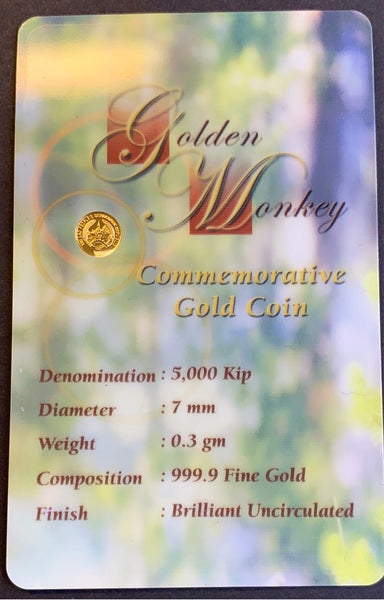 Golden
Monkey
Commemorative
Gold Coin
Denomination : 5,000 Kip
Diameter : 7 mm
Weight : 0.3 gm
Composition : 999.9 Fine Gold
Finish : Brilliant Uncirculated